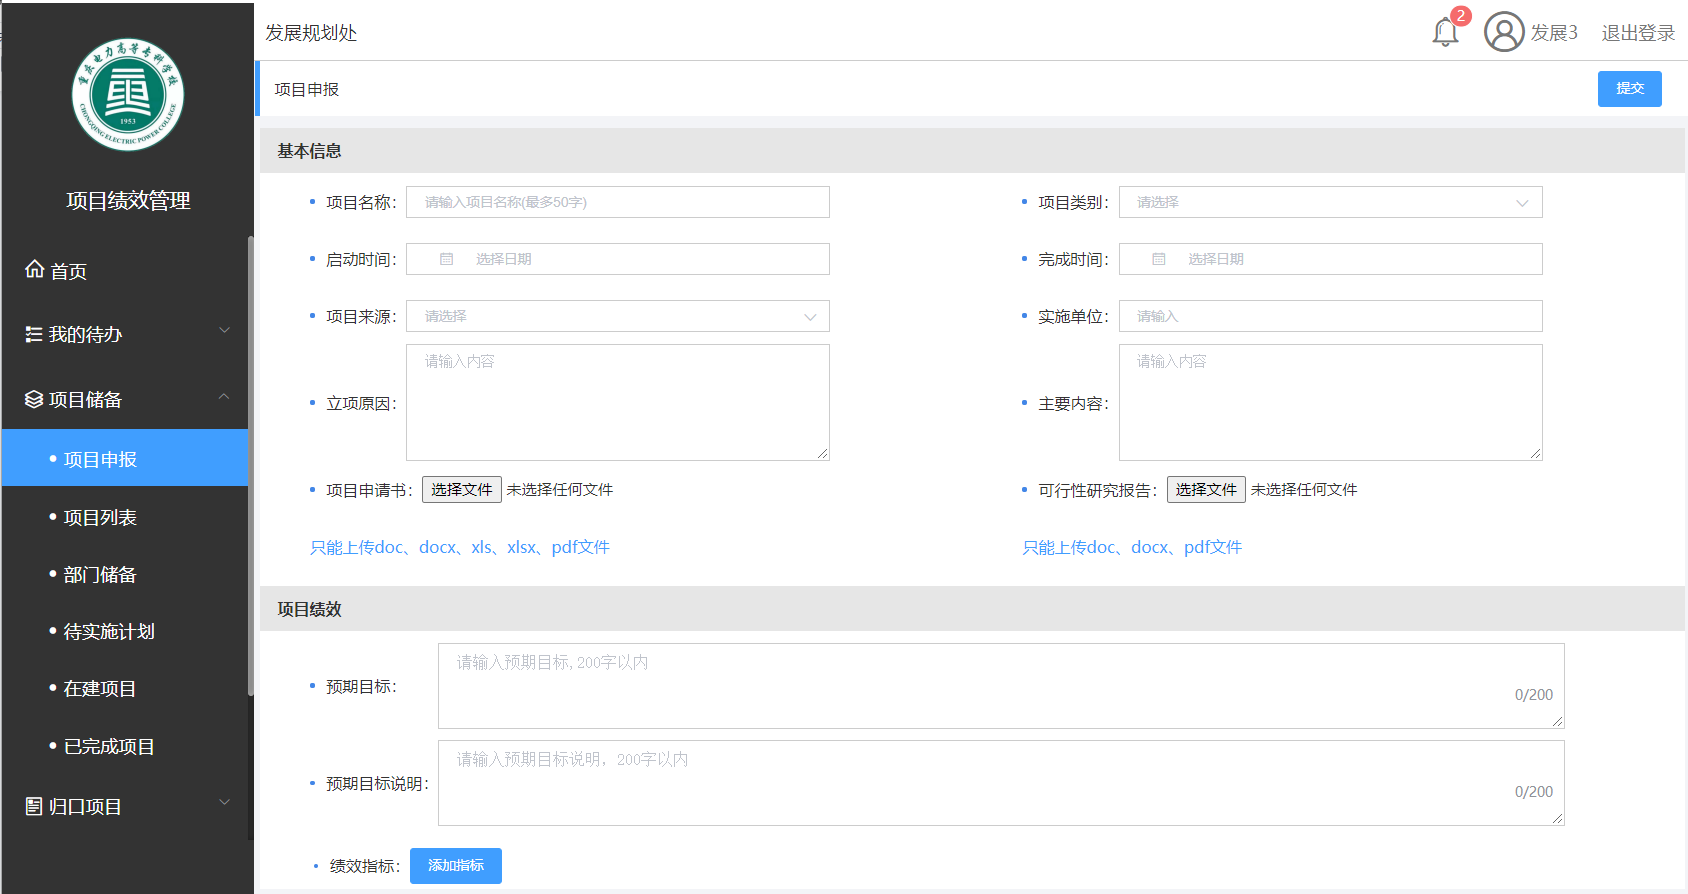 重庆电力高等专科学校
CHONGQING ELECTRIC POWER COLLEGE
1953
项目绩效管理
首页
我的待办
项目储备
项目申报
项目列表
部门储备
待实施计划
在建项目
已完成项目
归口项目
发展规划处
2
发展3
退出登录
项目申报
提交
基本信息
项目名称: 请输入项目名称(最多50字)
项目类别: 请选择
启动时间: 选择日期
完成时间: 选择日期
项目来源: 请选择
实施单位: 请输入
立项原因: 请输入内容
主要内容: 请输入内容
项目申请书: 选择文件 未选择任何文件
可行性研究报告: 选择文件 未选择任何文件
只能上传doc、docx、xls、xlsx、pdf文件
只能上传doc、docx、pdf文件
项目绩效
预期目标: 请输入预期目标,200字以内
0/200
预期目标说明: 请输入预期目标说明，200字以内
0/200
绩效指标: 添加指标